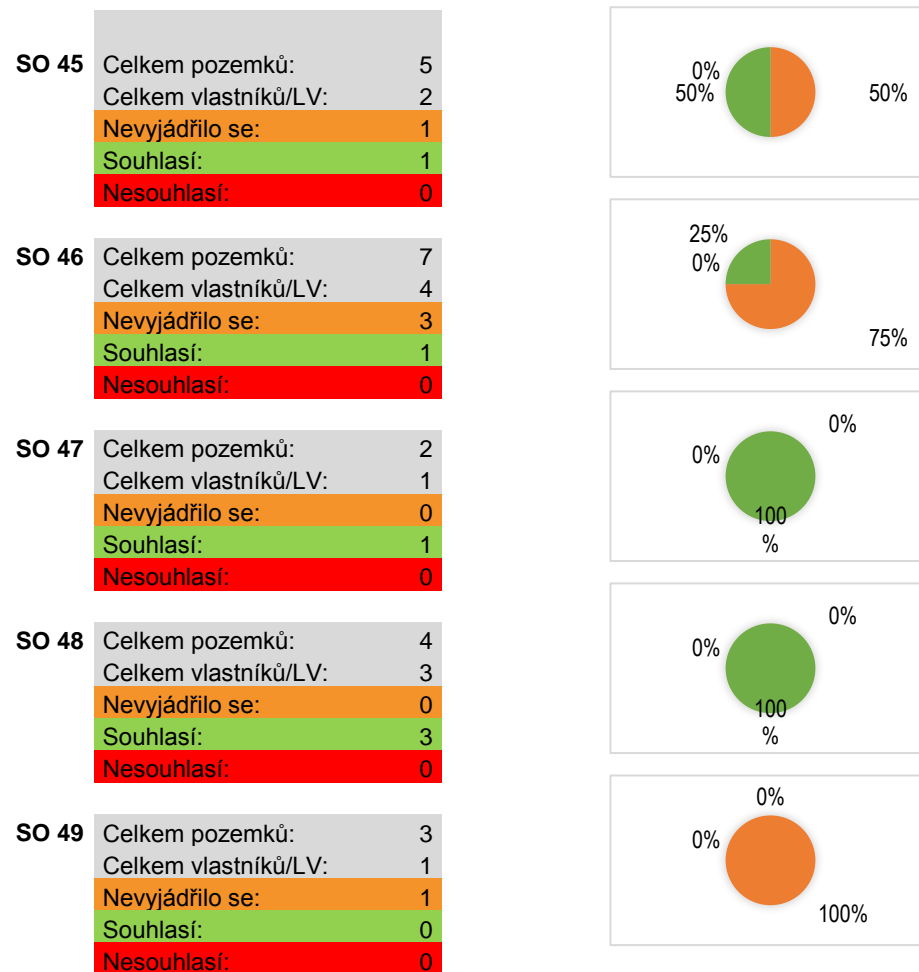 SO 45 Celkem pozemků: 5
Celkem vlastníků/LV: 2
Nevyjádřilo se: 1
Souhlasí: 1
Nesouhlasí: 0
0%
50%
50%
SO 46 Celkem pozemků: 7
Celkem vlastníků/LV: 4
Nevyjádřilo se: 3
Souhlasí: 1
Nesouhlasí: 0
25%
0%
75%
SO 47 Celkem pozemků: 2
Celkem vlastníků/LV: 1
Nevyjádřilo se: 0
Souhlasí: 1
Nesouhlasí: 0
0%
0%
100
%
SO 48 Celkem pozemků: 4
Celkem vlastníků/LV: 3
Nevyjádřilo se: 0
Souhlasí: 3
Nesouhlasí: 0
0%
0%
100
%
SO 49 Celkem pozemků: 3
Celkem vlastníků/LV: 1
Nevyjádřilo se: 1
Souhlasí: 0
Nesouhlasí: 0
0%
0%
100%